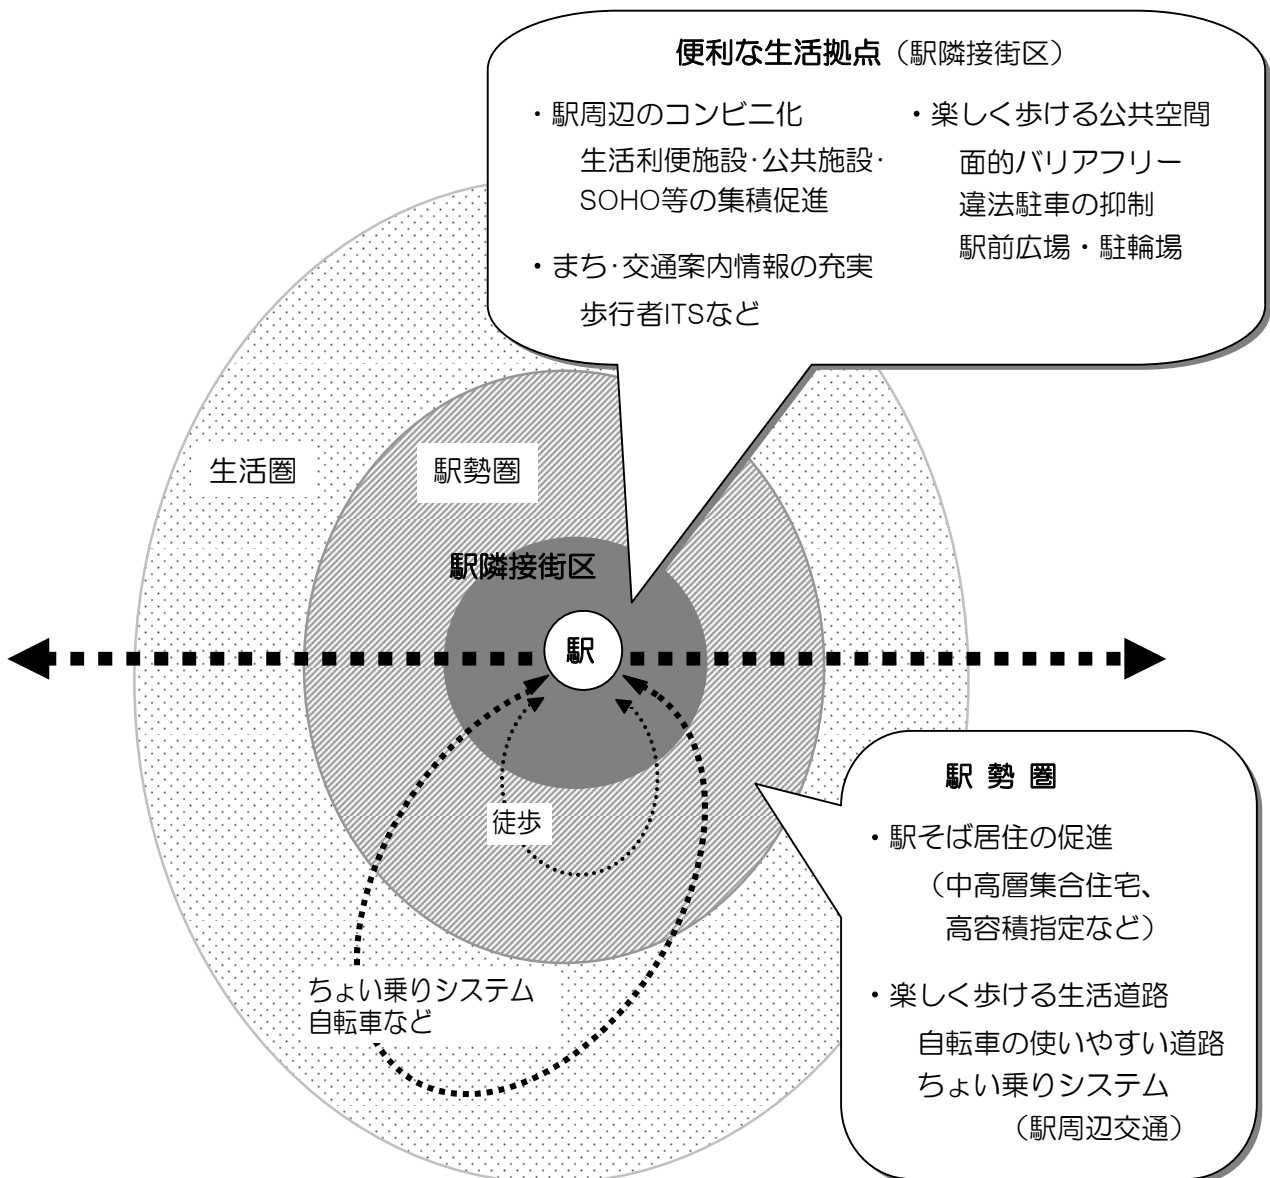 便利な生活拠点（駅隣接街区）
・駅周辺のコンビニ化
生活利便施設･公共施設･
SOHO等の集積促進
・まち･交通案内情報の充実
歩行者ITSなど
・楽しく歩ける公共空間
面的バリアフリー
違法駐車の抑制
駅前広場・駐輪場
生活圏
駅勢圏
駅隣接街区
駅
徒歩
ちょい乗りシステム
自転車など
駅 勢 圏
・駅そば居住の促進
（中高層集合住宅、
高容積指定など）
・楽しく歩ける生活道路
自転車の使いやすい道路
ちょい乗りシステム
（駅周辺交通）